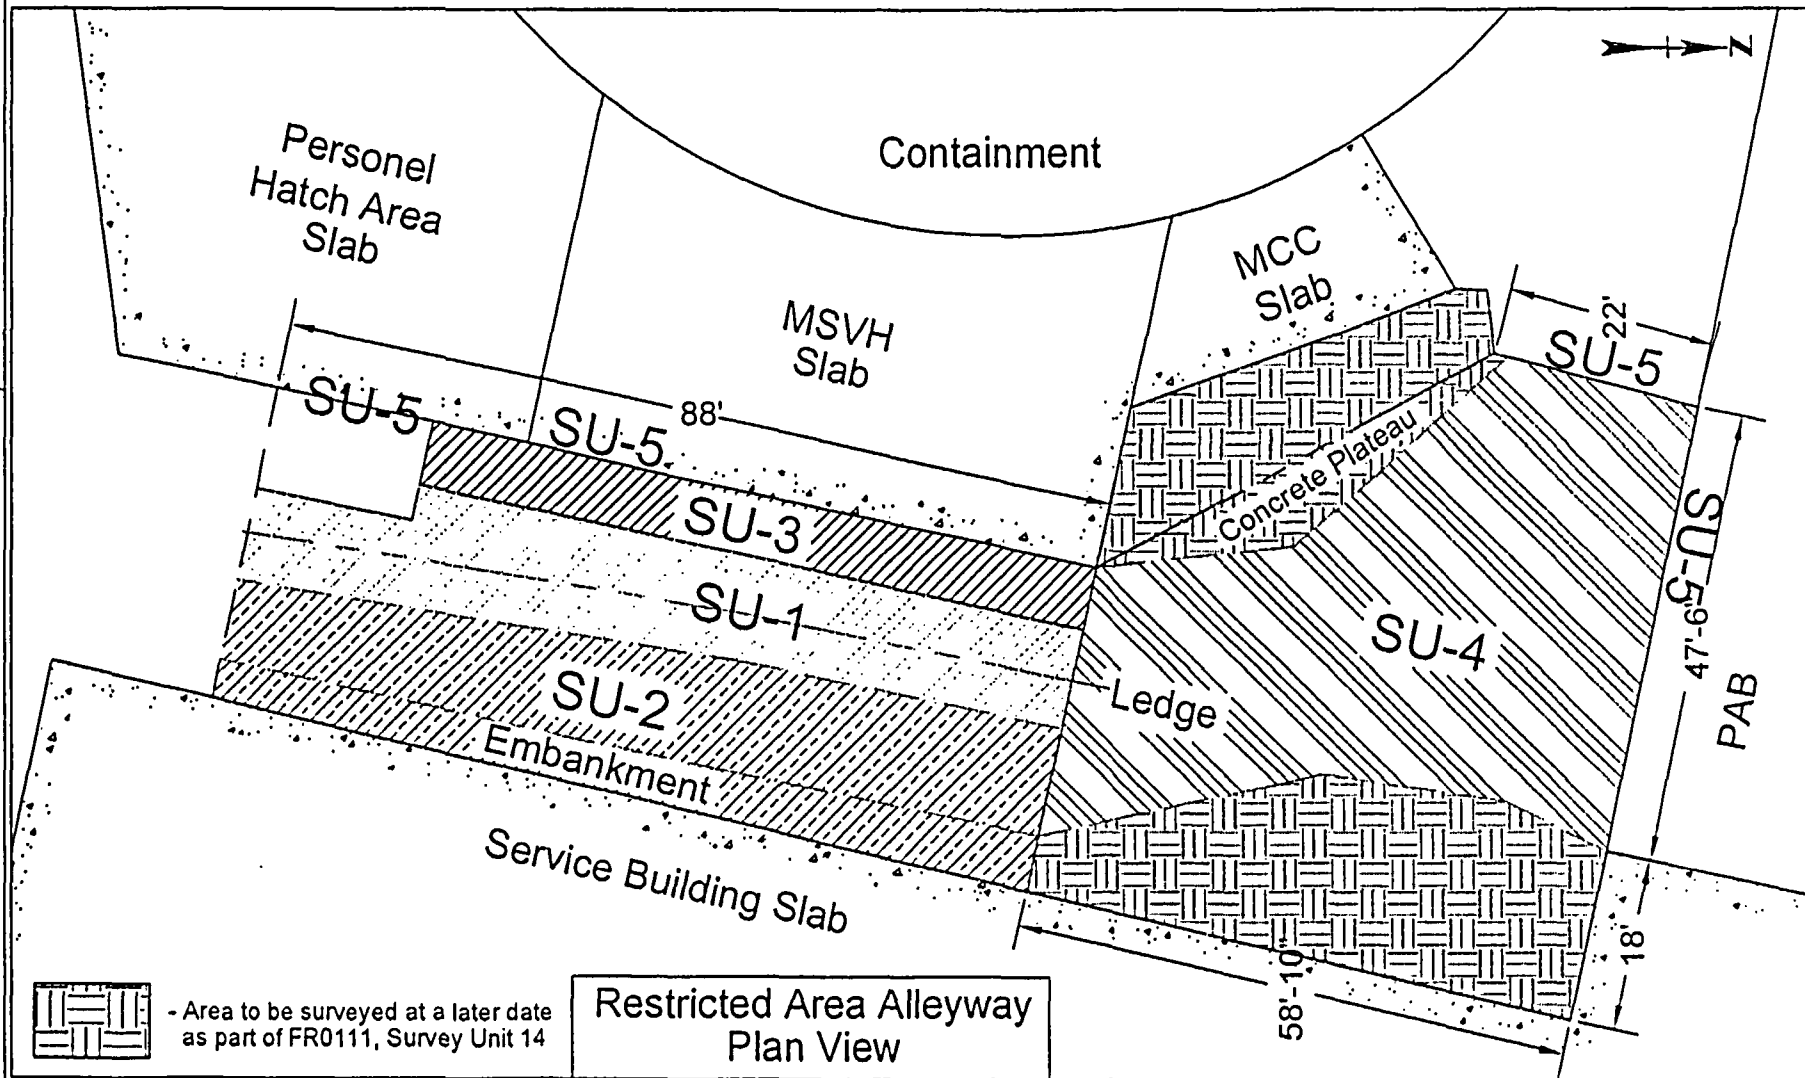 Z
Containment
Personel
Hatch Area
Slab
MCC
Slab
MSVH
Slab
22'
SU-5
SU-5
88'
SU-5
Concrete Plateau
SU-3
SU-5
SU-1
47'-6"
SU-4
PAB
SU-2
Ledge
Embankment
Service Building Slab
18'
58'-10"
- Area to be surveyed at a later date
as part of FR0111, Survey Unit 14
Restricted Area Alleyway
Plan View